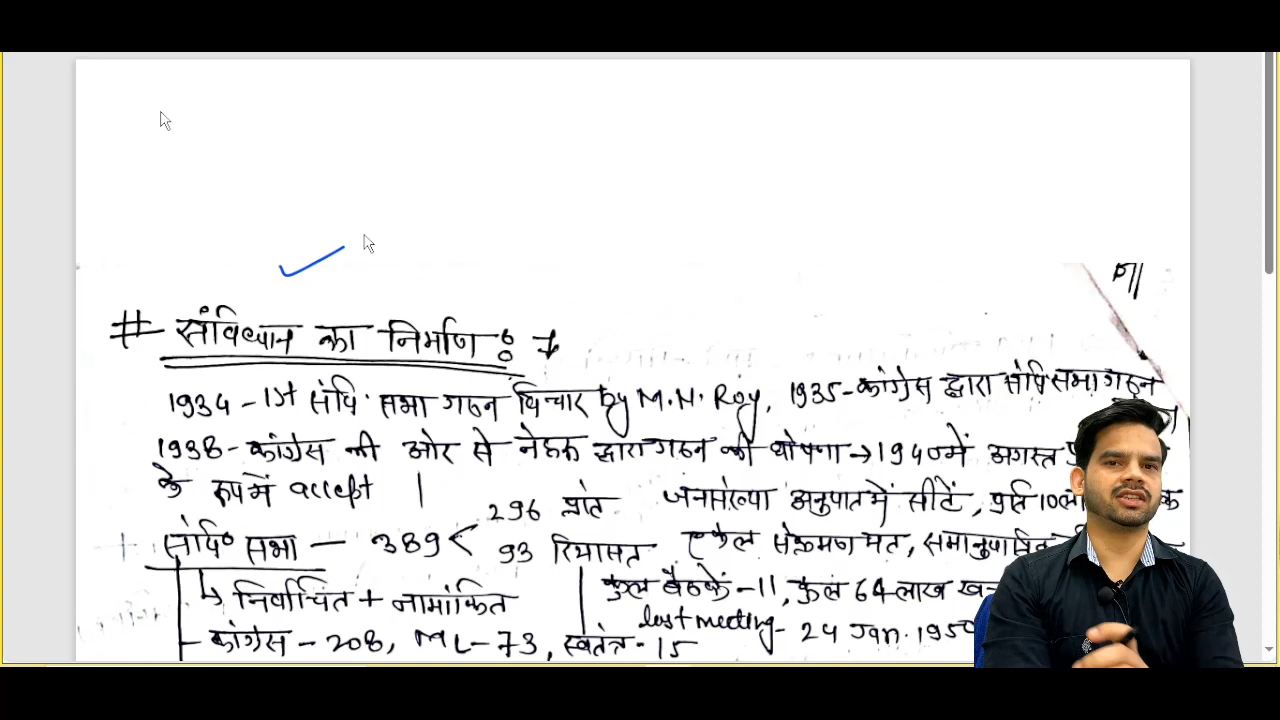 # संविधान का निर्माण :→
1934 - 1st संवि. सभा गठन विचार by M.N. Roy, 1935- कांग्रेस द्वारा संवि सभा गठन
1938 - कांग्रेस की ओर से नेहरू द्वारा गठन की घोषणा → 1940 में अगस्त
के रूप में accept |
संवि० सभा - 389 < 296 प्रांत
93 रियासत
जनसंख्या अनुपात में सीटें, प्रति 10ला
एकल संक्रमण मत, समानुपातिक
↳ निर्वाचित + नामांकित
कुल बैठकें - 11, कुल 64 लाख
last meeting - 24 Jan. 1950
- कांग्रेस - 208, ML - 73, स्वतंत्र - 15